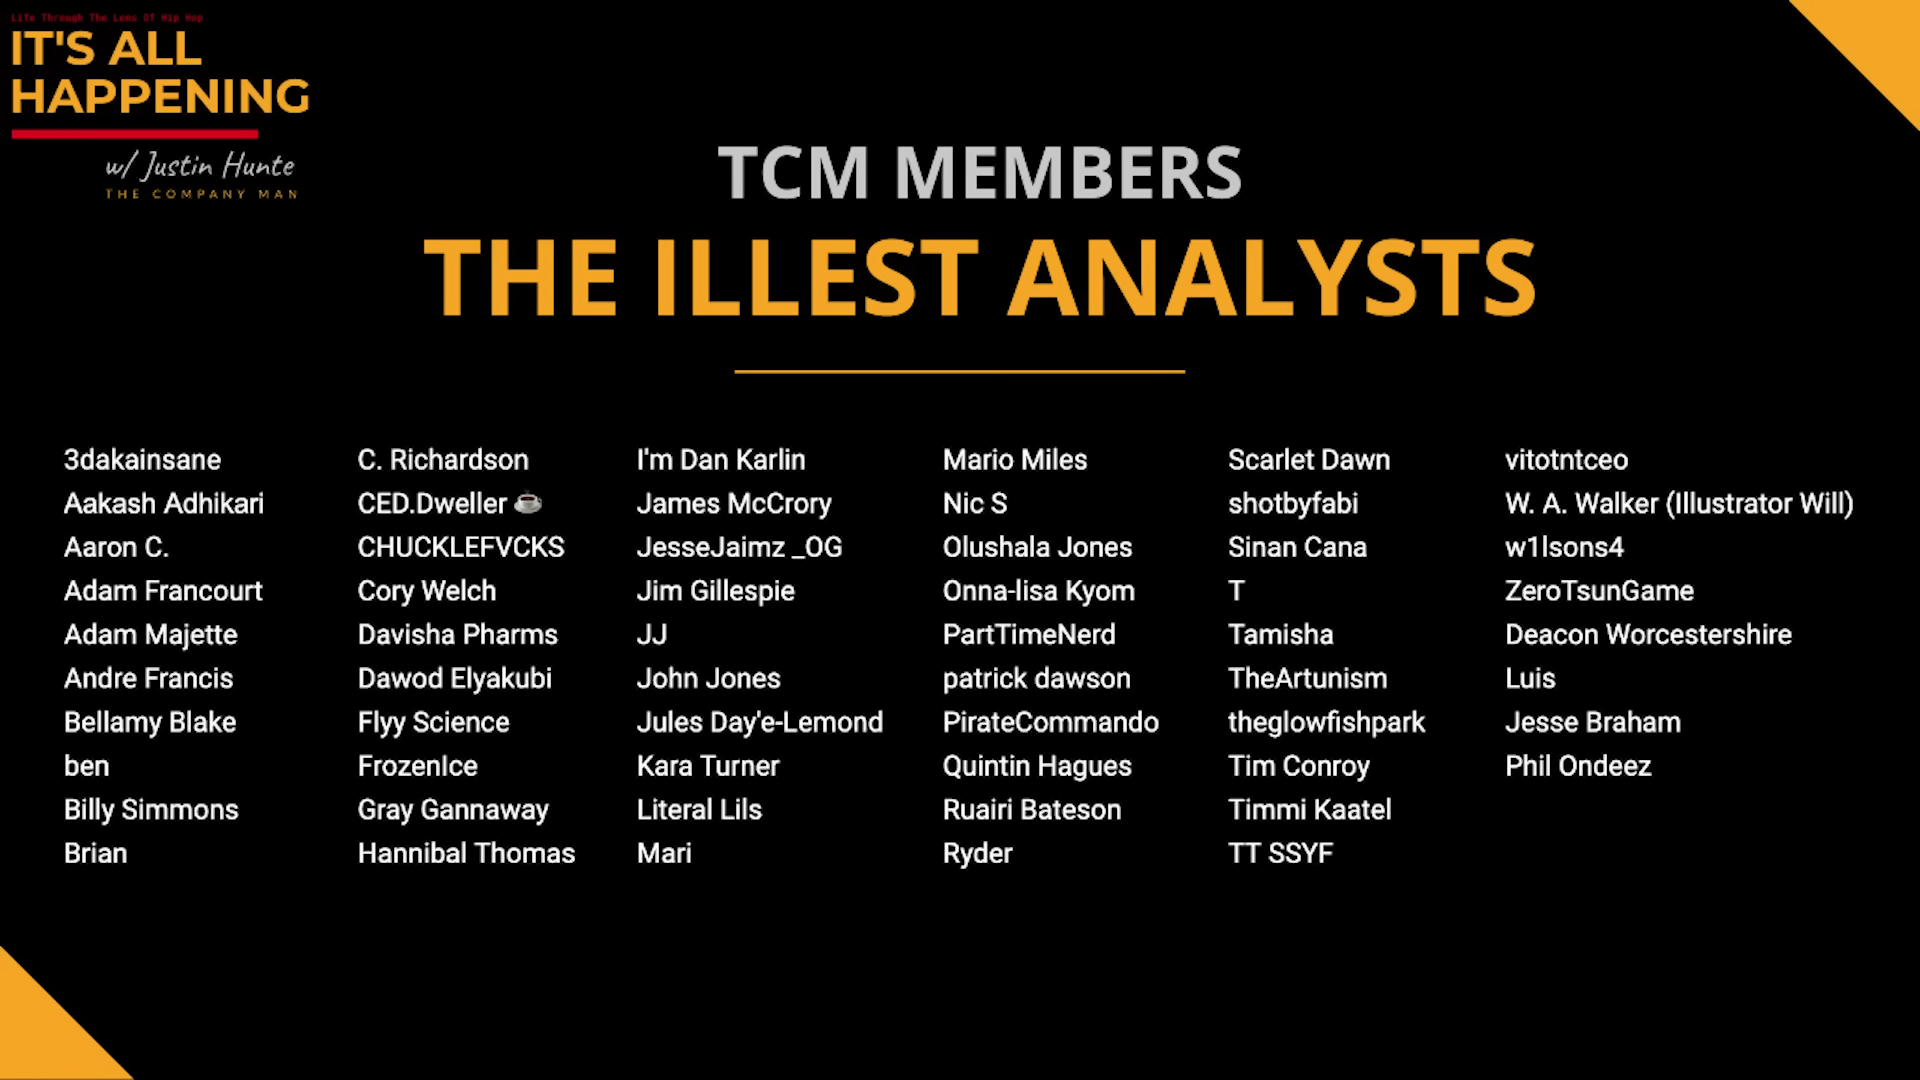 Life Through The Lens Of Hip Hop
IT'S ALL
HAPPENING
w/ Justin Hunte
THE COMPANY MAN
TCM MEMBERS
THE ILLEST ANALYSTS
3dakainsane
Aakash Adhikari
Aaron C.
Adam Francourt
Adam Majette
Andre Francis
Bellamy Blake
ben
Billy Simmons
Brian
C. Richardson
CED.Dweller ☕
CHUCKLEFVCKS
Cory Welch
Davisha Pharms
Dawod Elyakubi
Flyy Science
FrozenIce
Gray Gannaway
Hannibal Thomas
I'm Dan Karlin
James McCrory
JesseJaimz _OG
Jim Gillespie
JJ
John Jones
Jules Day'e-Lemond
Kara Turner
Literal Lils
Mari
Mario Miles
Nic S
Olushala Jones
Onna-lisa Kyom
PartTimeNerd
patrick dawson
PirateCommando
Quintin Hagues
Ruairi Bateson
Ryder
Scarlet Dawn
shotbyfabi
Sinan Cana
T
Tamisha
TheArtunism
theglowfishpark
Tim Conroy
Timmi Kaatel
TT SSYF
vitotntceo
W. A. Walker (Illustrator Will)
w1lsons4
ZeroTsunGame
Deacon Worcestershire
Luis
Jesse Braham
Phil Ondeez